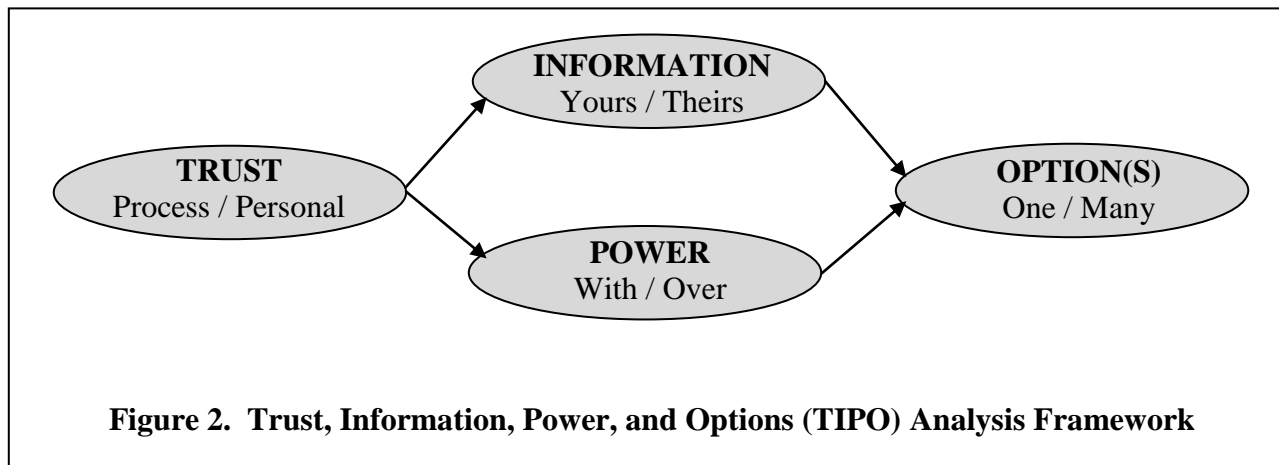 INFORMATION
Yours / Theirs
TRUST
Process / Personal
OPTION(S)
One / Many
POWER
With / Over
Figure 2.  Trust, Information, Power, and Options (TIPO) Analysis Framework